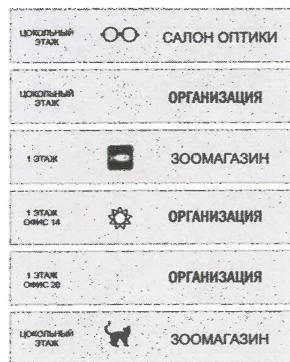 ЦОКОЛЬНЫЙ
ЭТАЖ
САЛОН ОПТИКИ
ЦОКОЛЬНЫЙ
ЭТАЖ
ОРГАНИЗАЦИЯ
1 ЭТАЖ
ЗООМАГАЗИН
1 ЭТАЖ
ОФИС 14
ОРГАНИЗАЦИЯ
1 ЭТАЖ
ОФИС 20
ОРГАНИЗАЦИЯ
ЦОКОЛЬНЫЙ
ЭТАЖ
ЗООМАГАЗИН